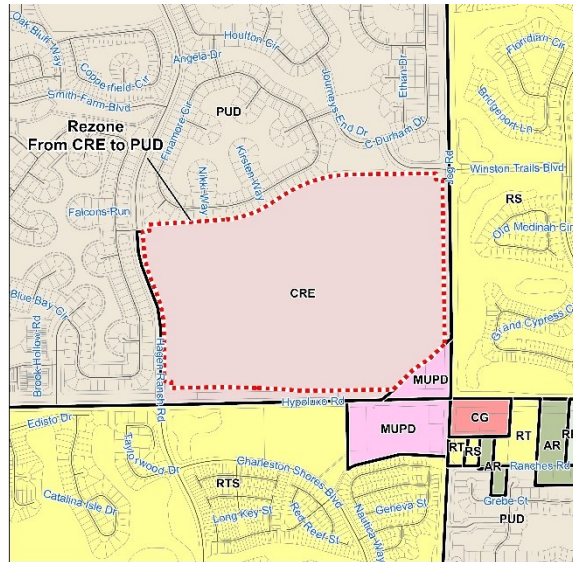 Oak Bluff Way
Houlton Cir
Angela Dr
Copperfield Cir
Smith Farm Blvd
Ethan Dr
Journeys End Dr
Floridian Cir
Bridgeport Ln
Rezone
From CRE to PUD
PUD
Finamore Cir
C Durham Dr
Jog Rd
Winston Trails Blvd
Nikki Way
Kirsten Way
RS
Falcons Run
Old Medinah Cir
CRE
Blue Bay Cir
Grand Cypress C
Brook Hollow Rd
Hagen Ranch Rd
MUPD
Hypoluxo Rd
Edisto Dr
MUPD
CG
RT
RT
RS
AR
AR
Taylorwood Dr
Charleston Shores Blvd
Ranches Rd
Catalina Isle Dr
RTS
Long Key St
Red Reef St
Nautica Way
Geneva St
Grebe St
PUD